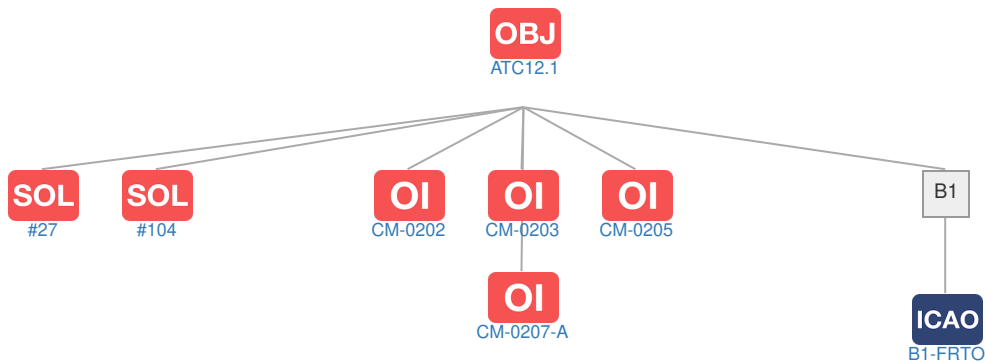 OBJ
ATC12.1
SOL
#27
SOL
#104
OI
CM-0202
OI
CM-0203
OI
CM-0205
B1
OI
CM-0207-A
ICAO
B1-FRTO